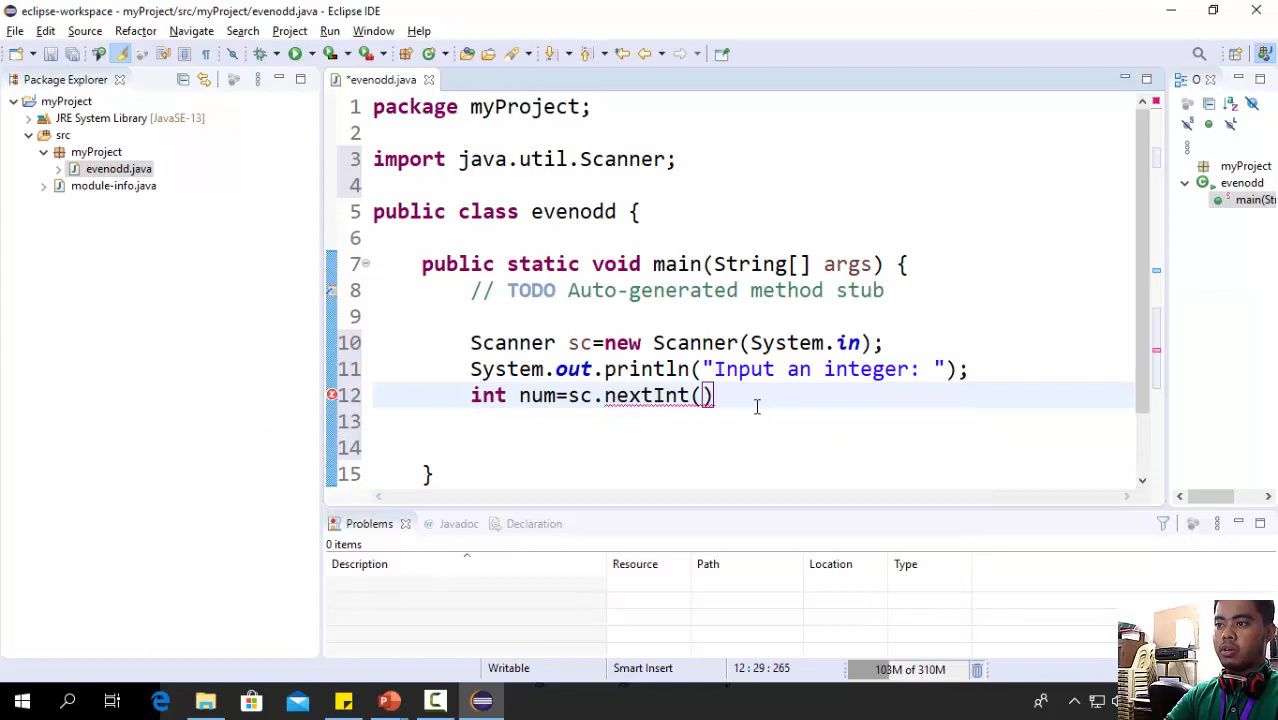 eclipse-workspace - myProject/src/myProject/evenodd.java - Eclipse IDE
File Edit Source Refactor Navigate Search Project Run Window Help
Package Explorer
myProject
JRE System Library [JavaSE-13]
src
myProject
evenodd.java
module-info.java
*evenodd.java
1 package myProject;
2
3 import java.util.Scanner;
4
5 public class evenodd {
6
7 public static void main(String[] args) {
8 // TODO Auto-generated method stub
9
10 Scanner sc=new Scanner(System.in);
11 System.out.println("Input an integer: ");
12 int num=sc.nextInt()
13
14
15 }
O
myProject
evenodd
main(St
Problems Javadoc Declaration
0 items
Description Resource Path Location Type
Writable Smart Insert 12 : 29 : 265 103M of 310M